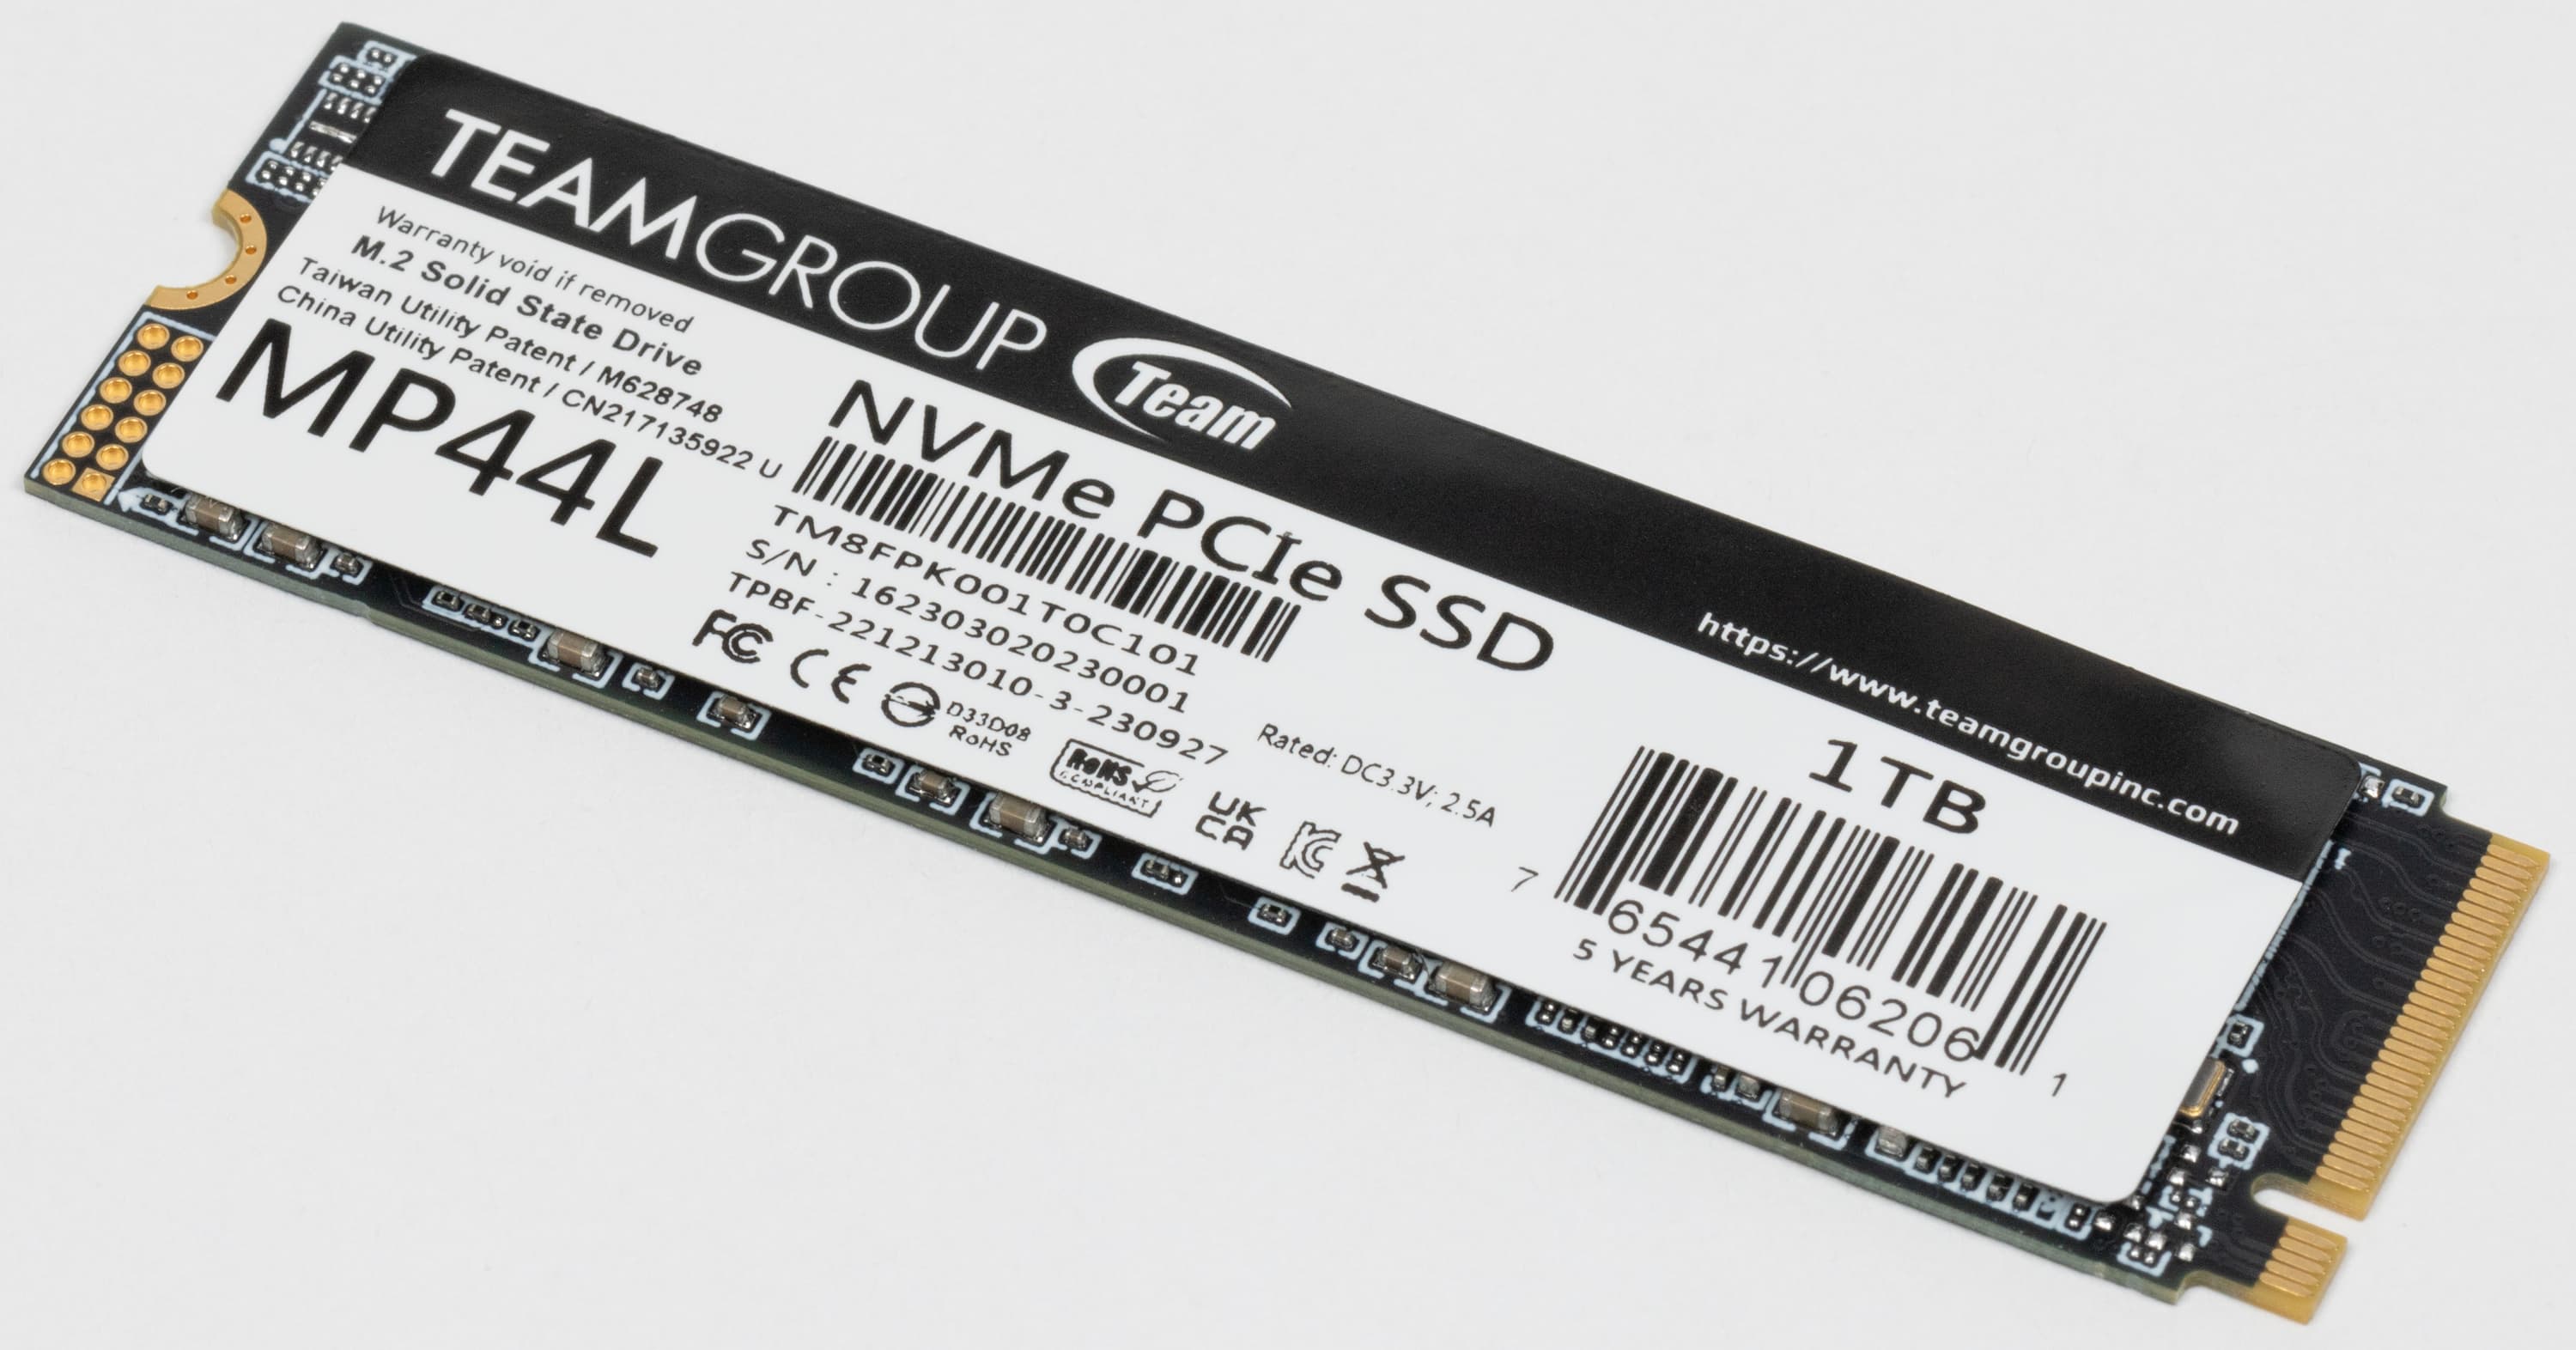 TEAMGROUP Team
https://www.teamgroupinc.com
Warranty void if removed
M.2 Solid State Drive
Taiwan Utility Patent / M628748
China Utility Patent / CN217135922 U
MP44L
NVMe PCIe SSD
TM8FPK001T0C101
S/N : 162303020230001
TPBF-221213010-3-230927
FC CE D33D08
RoHS
RoHS
COMPLIANT
UK
CA
Rated: DC3.3V; 2.5A
1TB
7 65441 06206 1
5 YEARS WARRANTY